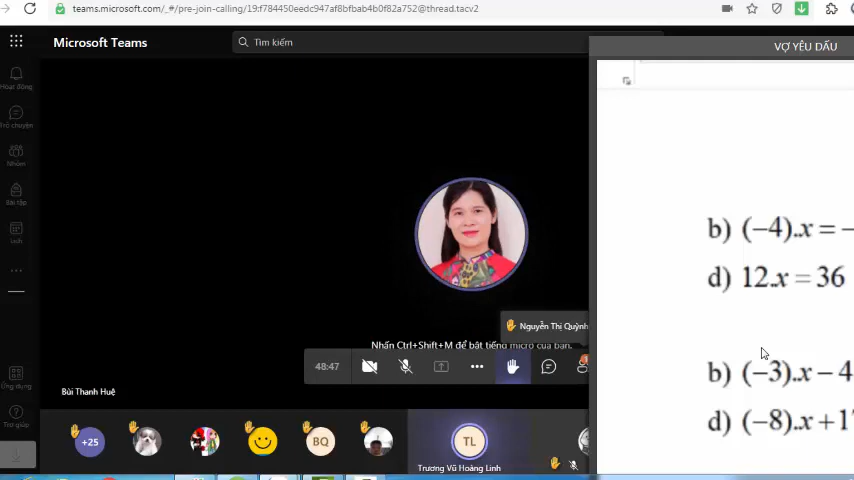 teams.microsoft.com/_#/pre-join-calling/19:f784450eedc947af8bfbab4b0f82a752@thread.tacv2
Microsoft Teams
Tìm kiếm
VỢ YÊU DẤU
Hoạt động
Trò chuyện
Nhóm
Bài tập
Lịch
...
b) (−4).x = −
d) 12.x = 36
Nguyễn Thị Quỳnh
Nhấn Ctrl+Shift+M để bật tiếng micrô của bạn.
48:47
b) (−3).x − 4
d) (−8).x + 17
Bùi Thanh Huệ
Ứng dụng
Trợ giúp
+25
BQ
TL
Trương Vũ Hoàng Linh